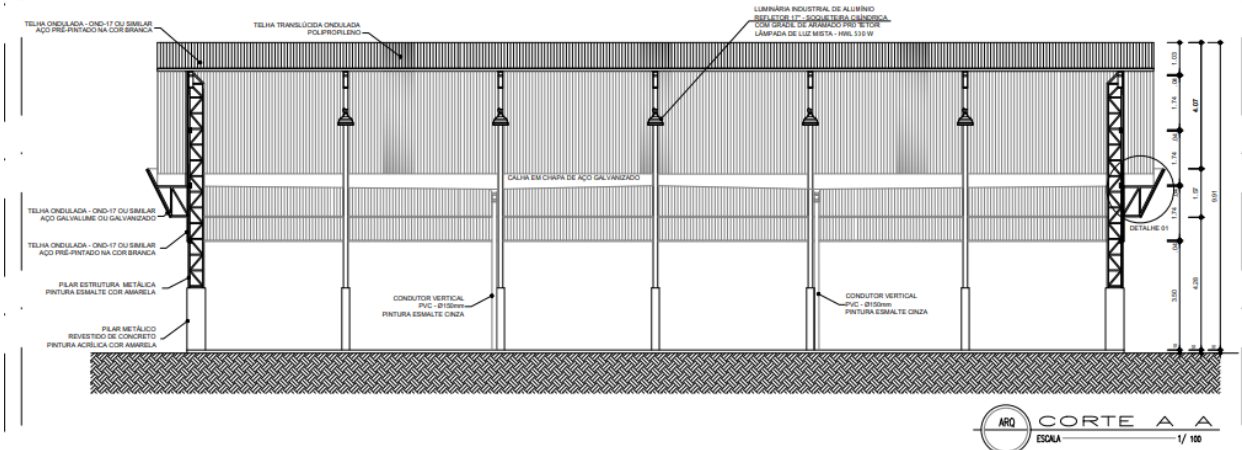 TELHA ONDULADA - OND-17 OU SIMILAR
AÇO PRÉ-PINTADO NA COR BRANCA
TELHA TRANSLÚCIDA ONDULADA
POLIPROPILENO
LUMINÁRIA INDUSTRIAL DE ALUMÍNIO
REFLETOR 17" - SOQUETEIRA CILÍNDRICA
COM GRADIL DE ARAMADO PROTETOR
LÂMPADA DE LUZ MISTA - HWL
CALHA EM CHAPA DE AÇO GALVANIZADO
TELHA ONDULADA - OND-17 OU SIMILAR
AÇO GALVALUME OU GALVANIZADO
TELHA ONDULADA - OND-17 OU SIMILAR
AÇO PRÉ-PINTADO NA COR BRANCA
PILAR ESTRUTURA METÁLICA
PINTURA ESMALTE COR AMARELA
PILAR METÁLICO
REVESTIDO DE CONCRETO
PINTURA ACRÍLICA COR AMARELA
CONDUTOR VERTICAL
PVC - Ø150mm
PINTURA ESMALTE CINZA
CONDUTOR VERTICAL
PVC - Ø150mm
PINTURA ESMALTE CINZA
DETALHE 01
1.03
1.74
.04
1.74
1.74
.04
3.50
4.07
1.57
4.28
9.91
ARQ
CORTE A A
ESCALA
1/ 100